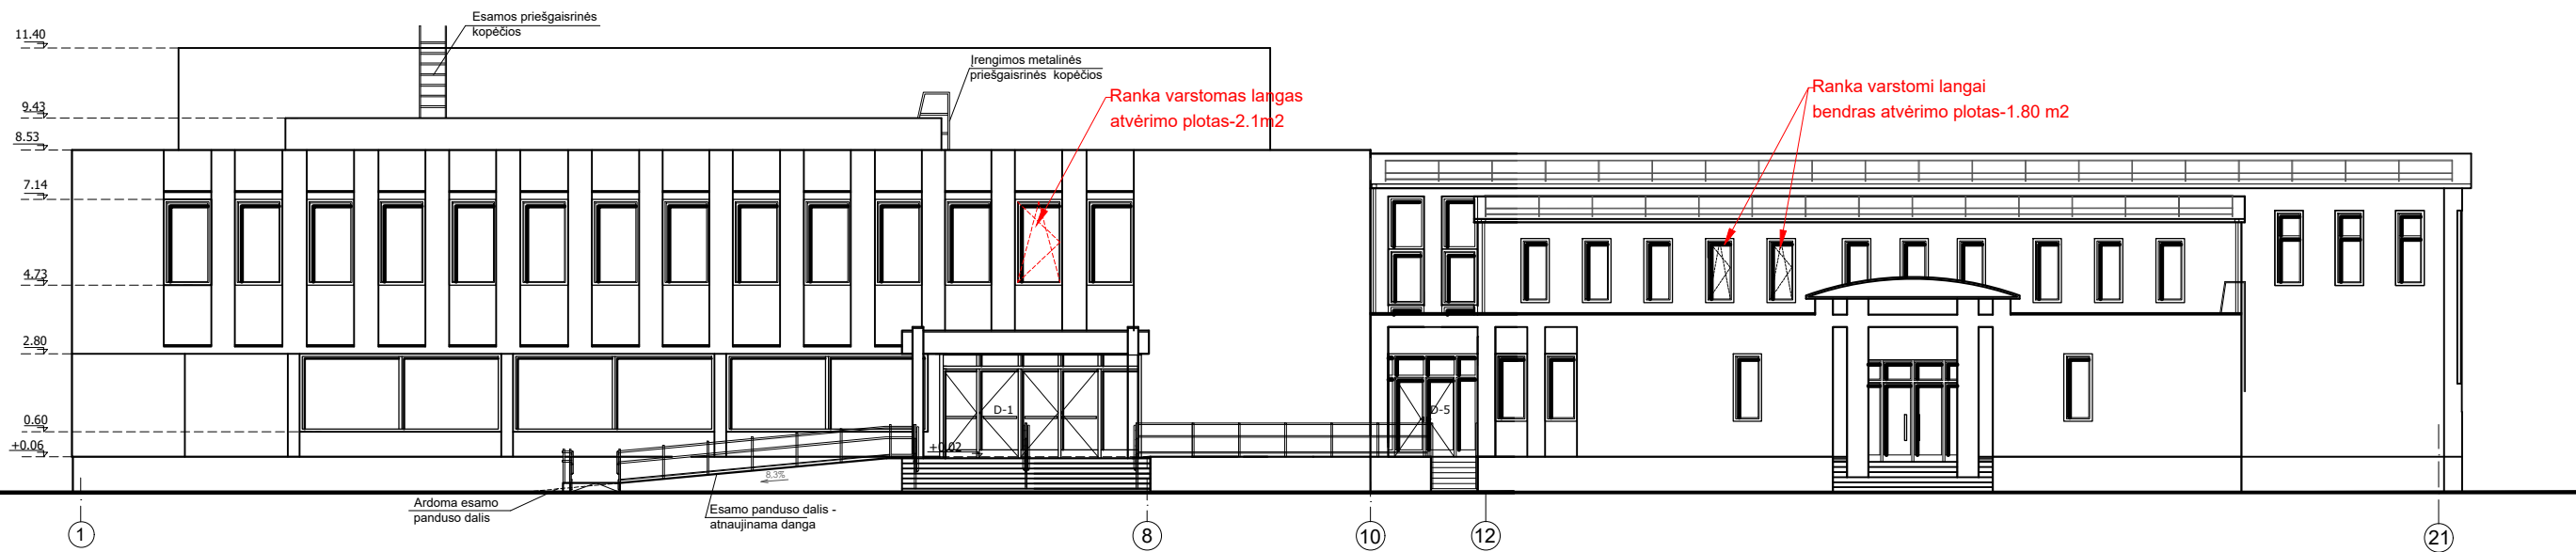 Esamos priešgaisrinės
kopėčios
11.40
Įrengimos metalinės
priešgaisrinės kopėčios
Ranka varstomas langas
atvėrimo plotas-2.1m2
Ranka varstomi langai
bendras atvėrimo plotas-1.80 m2
9.43
8.53
7.14
4.73
2.80
0.60
+0.06
D-1
D-5
+0.02
8,3%
Ardoma esamo
panduso dalis
Esamo panduso dalis -
atnaujinama danga
1
8
10
12
21